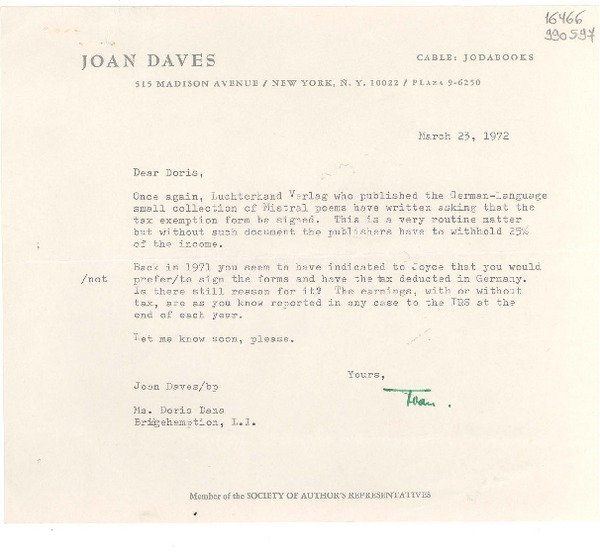 16466
990597
JOAN DAVES
CABLE: JODABOOKS
515 MADISON AVENUE / NEW YORK, N. Y. 10022 / PLAZA 9-6250
March 23, 1972
Dear Doris,
Once again, Luchterhand Verlag who published the German-language
small collection of Mistral poems have written asking that the
tax exemption form be signed. This is a very routine matter
but without such document the publishers have to withhold 25%
of the income.
Back in 1971 you seem to have indicated to Joyce that you would
/not prefer/to sign the forms and have the tax deducted in Germany.
Is there still reason for it? The earnings, with or without
tax, are as you know reported in any case to the IRS at the
end of each year.
Let me know soon, please.
Yours,
Joan.
Joan Daves/bp
Ms. Doris Dana
Bridgehamption, L.I.
Member of the SOCIETY OF AUTHOR'S REPRESENTATIVES